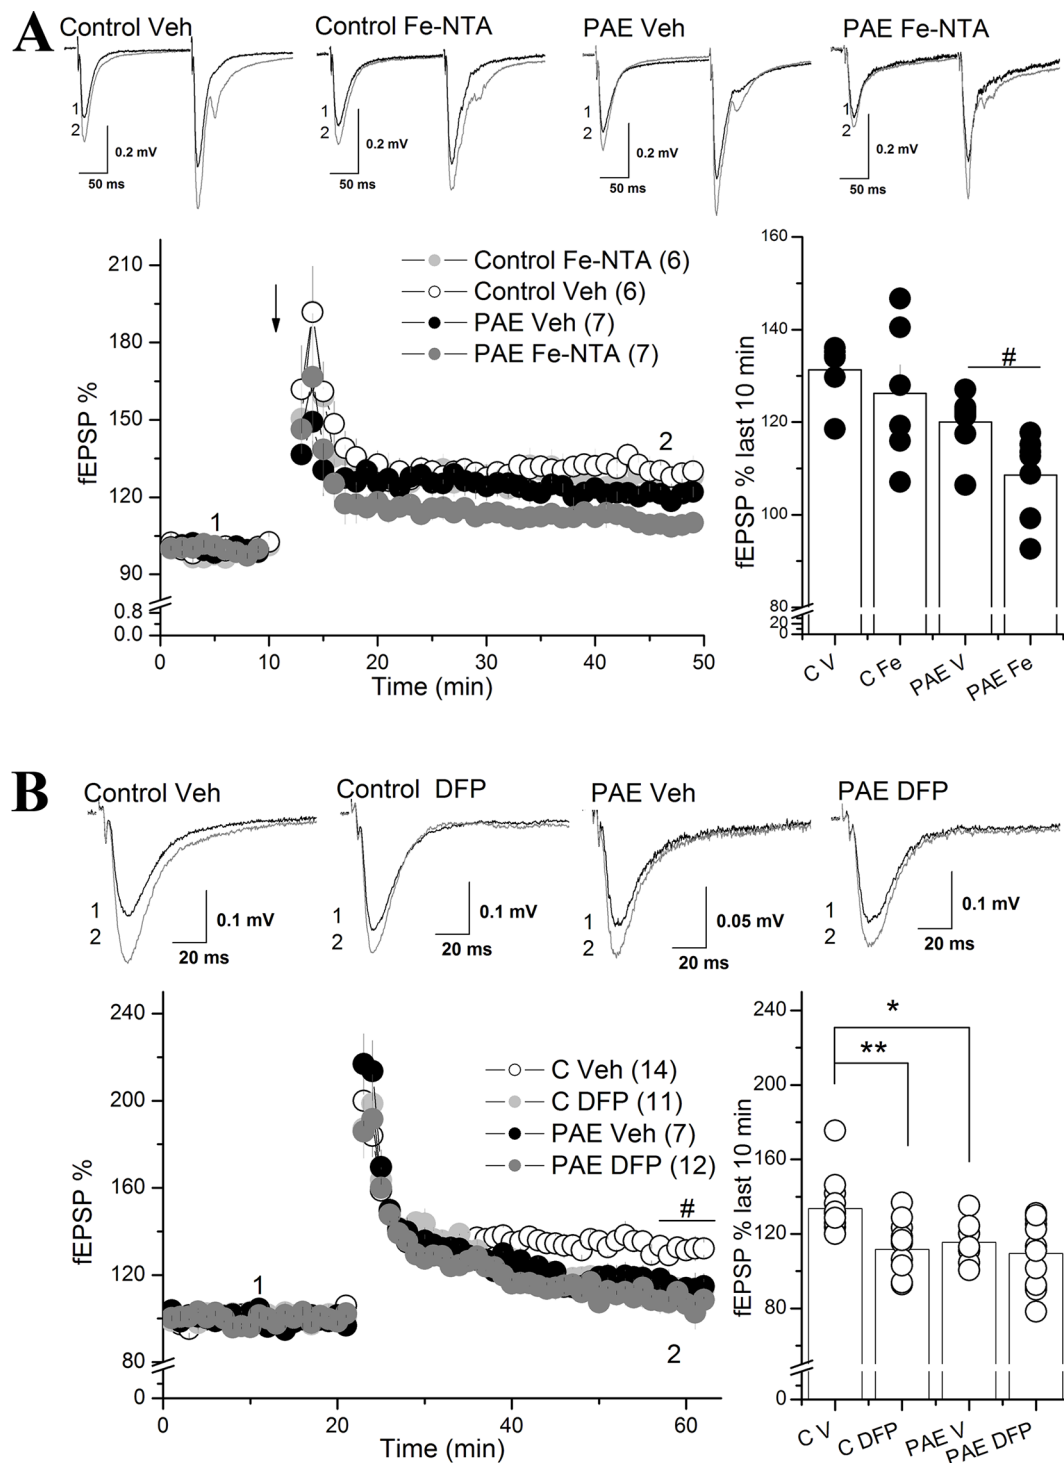 A
Control Veh
Control Fe-NTA
PAE Veh
PAE Fe-NTA
1
2
0.2 mV
50 ms
1
2
0.2 mV
50 ms
1
2
0.2 mV
50 ms
1
2
0.2 mV
50 ms
fEPSP %
210
180
150
120
90
0.8
0.0
Control Fe-NTA (6)
Control Veh (6)
PAE Veh (7)
PAE Fe-NTA (7)
1
2
0
10
20
30
40
50
Time (min)
fEPSP % last 10 min
160
140
120
100
80
20
0
#
C V
C Fe
PAE V
PAE Fe
B
Control Veh
Control DFP
PAE Veh
PAE DFP
1
2
0.1 mV
20 ms
1
2
0.1 mV
20 ms
1
2
0.05 mV
20 ms
1
2
0.1 mV
20 ms
fEPSP %
240
200
160
120
80
0
C Veh (14)
C DFP (11)
PAE Veh (7)
PAE DFP (12)
#
1
2
0
20
40
60
Time (min)
fEPSP % last 10 min
240
200
160
120
80
0
*
**
C V
C DFP
PAE V
PAE DFP